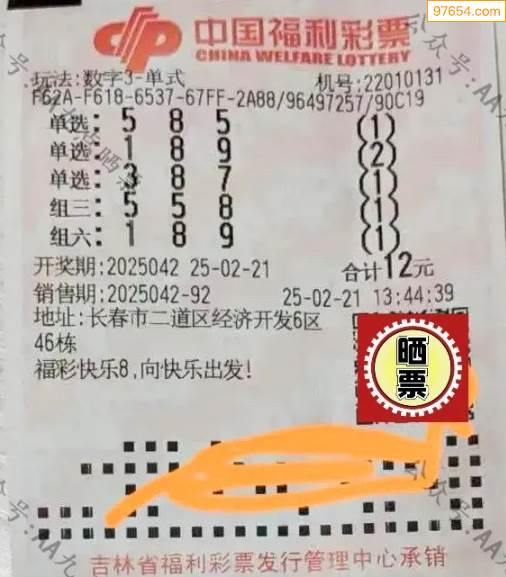 97654.com
中国福利彩票
CHINA WELFARE LOTTERY
玩法:数字3-单式 机号:22010131
F62A-F618-6537-67FF-2A88/96497257/90C19
单选: 5 8 5 (1)
单选: 1 8 9 (2)
单选: 3 8 7 (1)
组三: 5 5 8 (1)
组六: 1 8 9 (1)
开奖期:2025042 25-02-21 合计12元
销售期:2025042-92 25-02-21 13:44:39
地址:长春市二道区经济开发6区
46栋
福彩快乐8,向快乐出发!
晒票
吉林省福利彩票发行管理中心承销